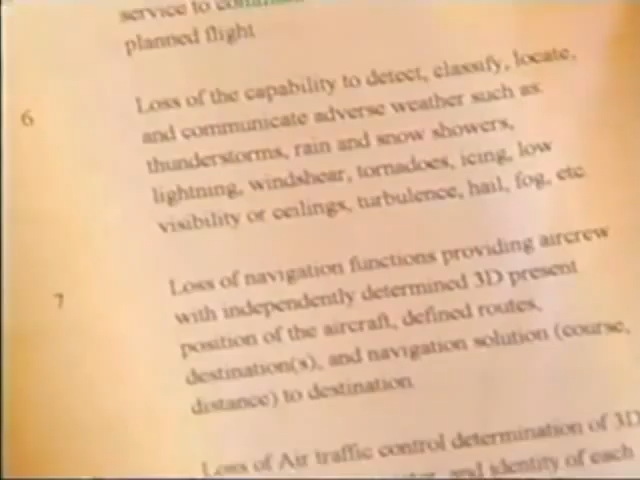 service to
planned flight
6 Loss of the capability to detect, classify, locate,
and communicate adverse weather such as
thunderstorms, rain and snow showers,
lightning, windshear, tornadoes, icing, low
visibility or ceilings, turbulence, hail, fog, etc.
7 Loss of navigation functions providing aircrew
with independently determined 3D present
position of the aircraft, defined routes,
destination(s), and navigation solution (course,
distance) to destination
Loss of Air traffic control determination of 3D
and identity of each